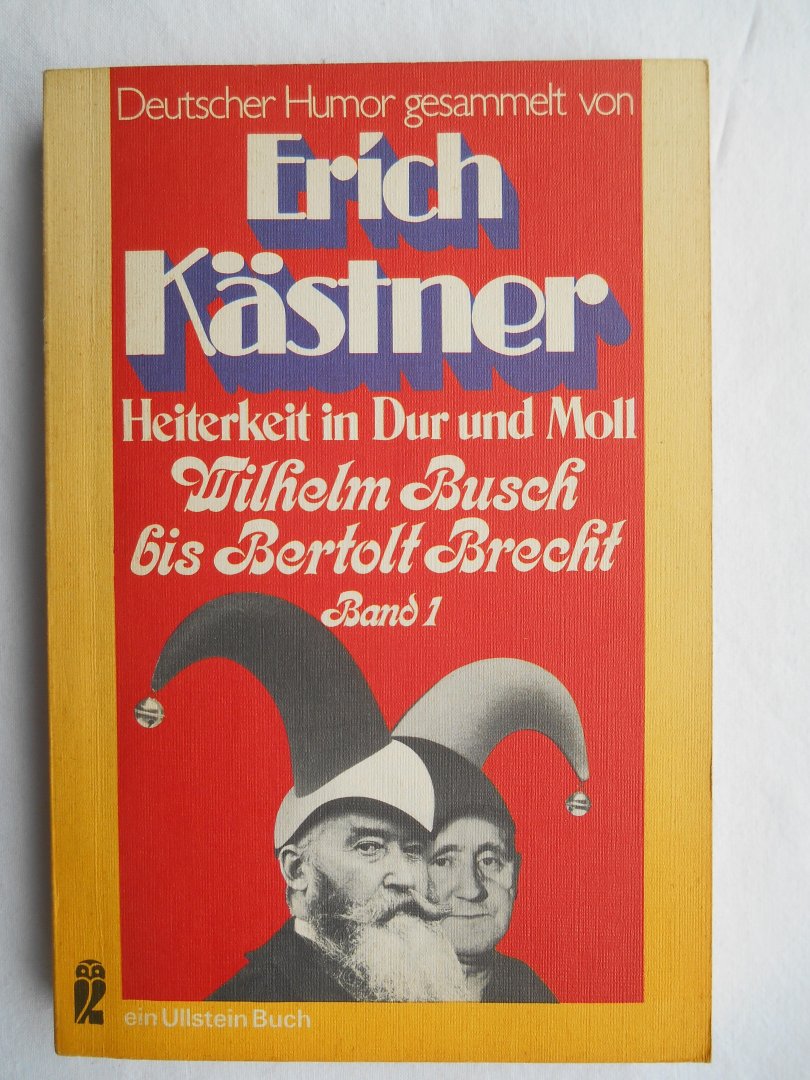 Deutscher Humor gesammelt von
Erich
Kästner
Heiterkeit in Dur und Moll
Wilhelm Busch
bis Bertolt Brecht
Band 1
ein Ullstein Buch